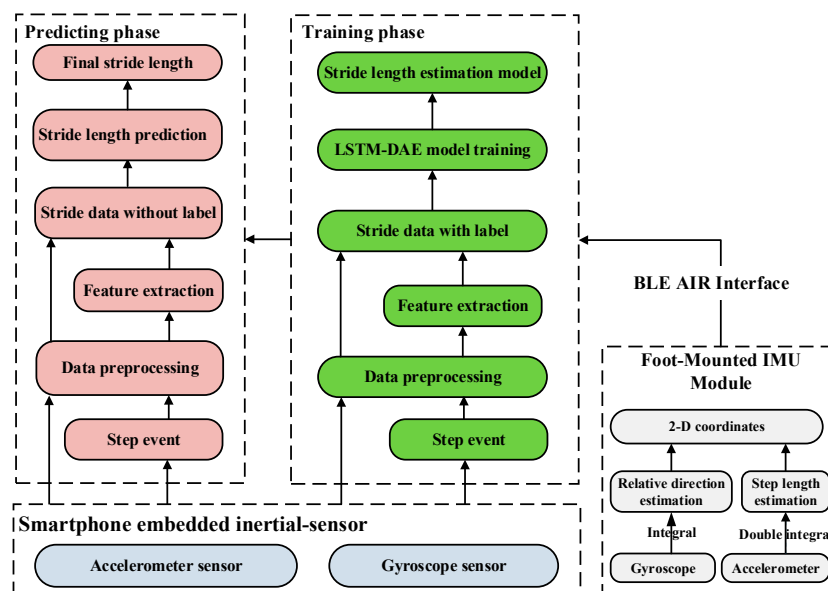 Predicting phase
Final stride length
Stride length prediction
Stride data without label
Feature extraction
Data preprocessing
Step event
Training phase
Stride length estimation model
LSTM-DAE model training
Stride data with label
Feature extraction
Data preprocessing
Step event
BLE AIR Interface
Foot-Mounted IMU
Module
2-D coordinates
Relative direction
estimation
Step length
estimation
Integral
Double integral
Gyroscope
Accelerometer
Smartphone embedded inertial-sensor
Accelerometer sensor
Gyroscope sensor